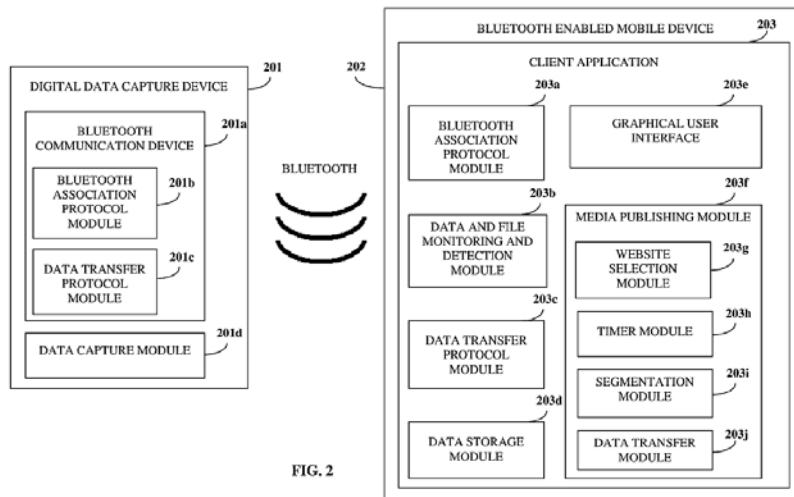 DIGITAL DATA CAPTURE DEVICE
201
BLUETOOTH
COMMUNICATION DEVICE
201a
BLUETOOTH
ASSOCIATION
PROTOCOL
MODULE
201b
DATA TRANSFER
PROTOCOL
MODULE
201c
DATA CAPTURE MODULE
201d
BLUETOOTH
202
BLUETOOTH ENABLED MOBILE DEVICE
203
CLIENT APPLICATION
203a
BLUETOOTH
ASSOCIATION
PROTOCOL MODULE
203b
DATA AND FILE
MONITORING AND
DETECTION
MODULE
203c
DATA TRANSFER
PROTOCOL
MODULE
203d
DATA STORAGE
MODULE
203e
GRAPHICAL USER
INTERFACE
203f
MEDIA PUBLISHING MODULE
WEBSITE
SELECTION
MODULE
203g
TIMER MODULE
203h
SEGMENTATION
MODULE
203i
DATA TRANSFER
MODULE
203j
FIG. 2